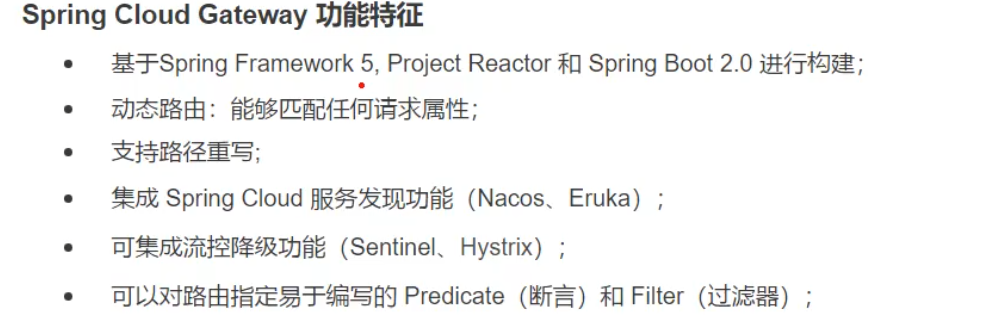 Spring Cloud Gateway 功能特征
• 基于Spring Framework 5, Project Reactor 和 Spring Boot 2.0 进行构建；
• 动态路由：能够匹配任何请求属性；
• 支持路径重写；
• 集成 Spring Cloud 服务发现功能（Nacos、Eruka）；
• 可集成流控降级功能（Sentinel、Hystrix）；
• 可以对路由指定易于编写的 Predicate（断言）和 Filter（过滤器）；